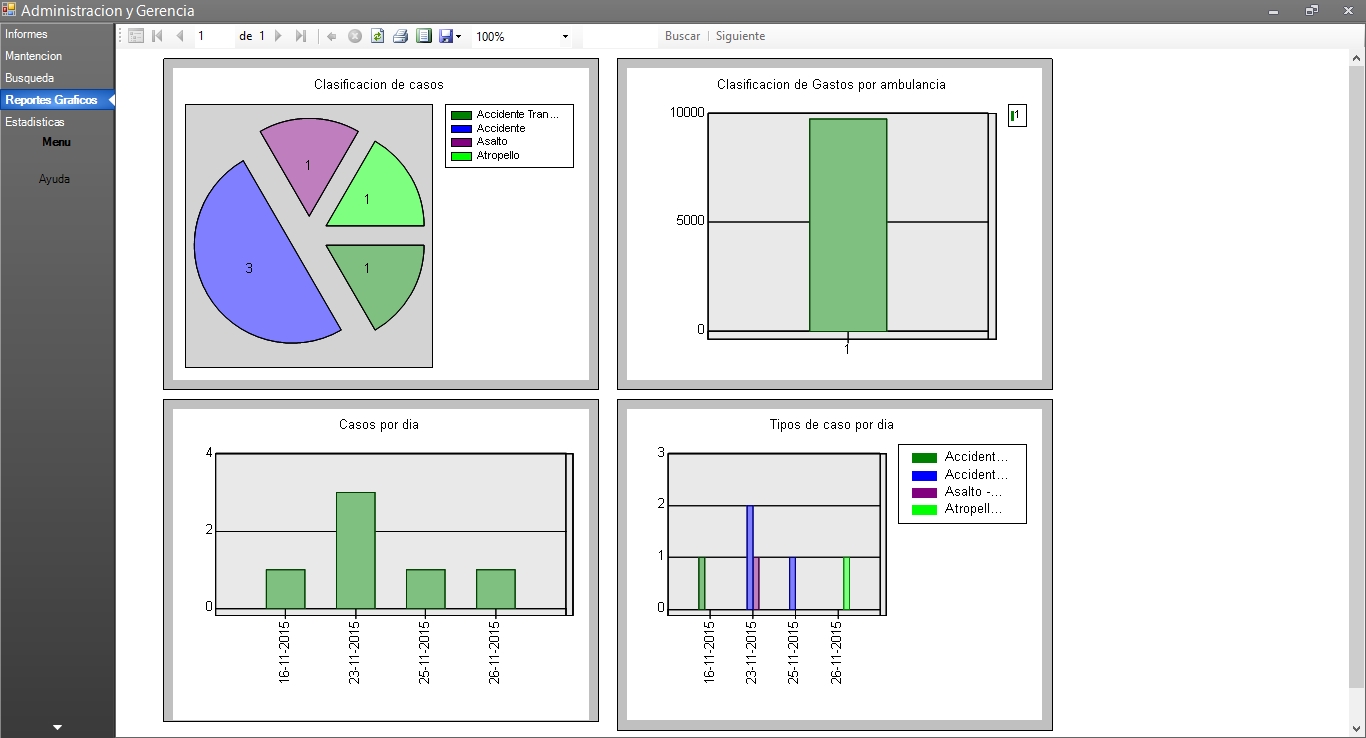 Administracion y Gerencia
Informes
Mantencion
Busqueda
Reportes Graficos
Estadisticas
Menu
Ayuda
1 de 1 100% Buscar | Siguiente
Clasificacion de casos
1
1
3
1
Accidente Tran...
Accidente
Asalto
Atropello
Clasificacion de Gastos por ambulancia
10000
5000
0
1
1
Casos por dia
4
2
0
16-11-2015
23-11-2015
25-11-2015
26-11-2015
Tipos de caso por dia
3
2
1
0
16-11-2015
23-11-2015
25-11-2015
26-11-2015
Accident...
Accident...
Asalto -...
Atropell...